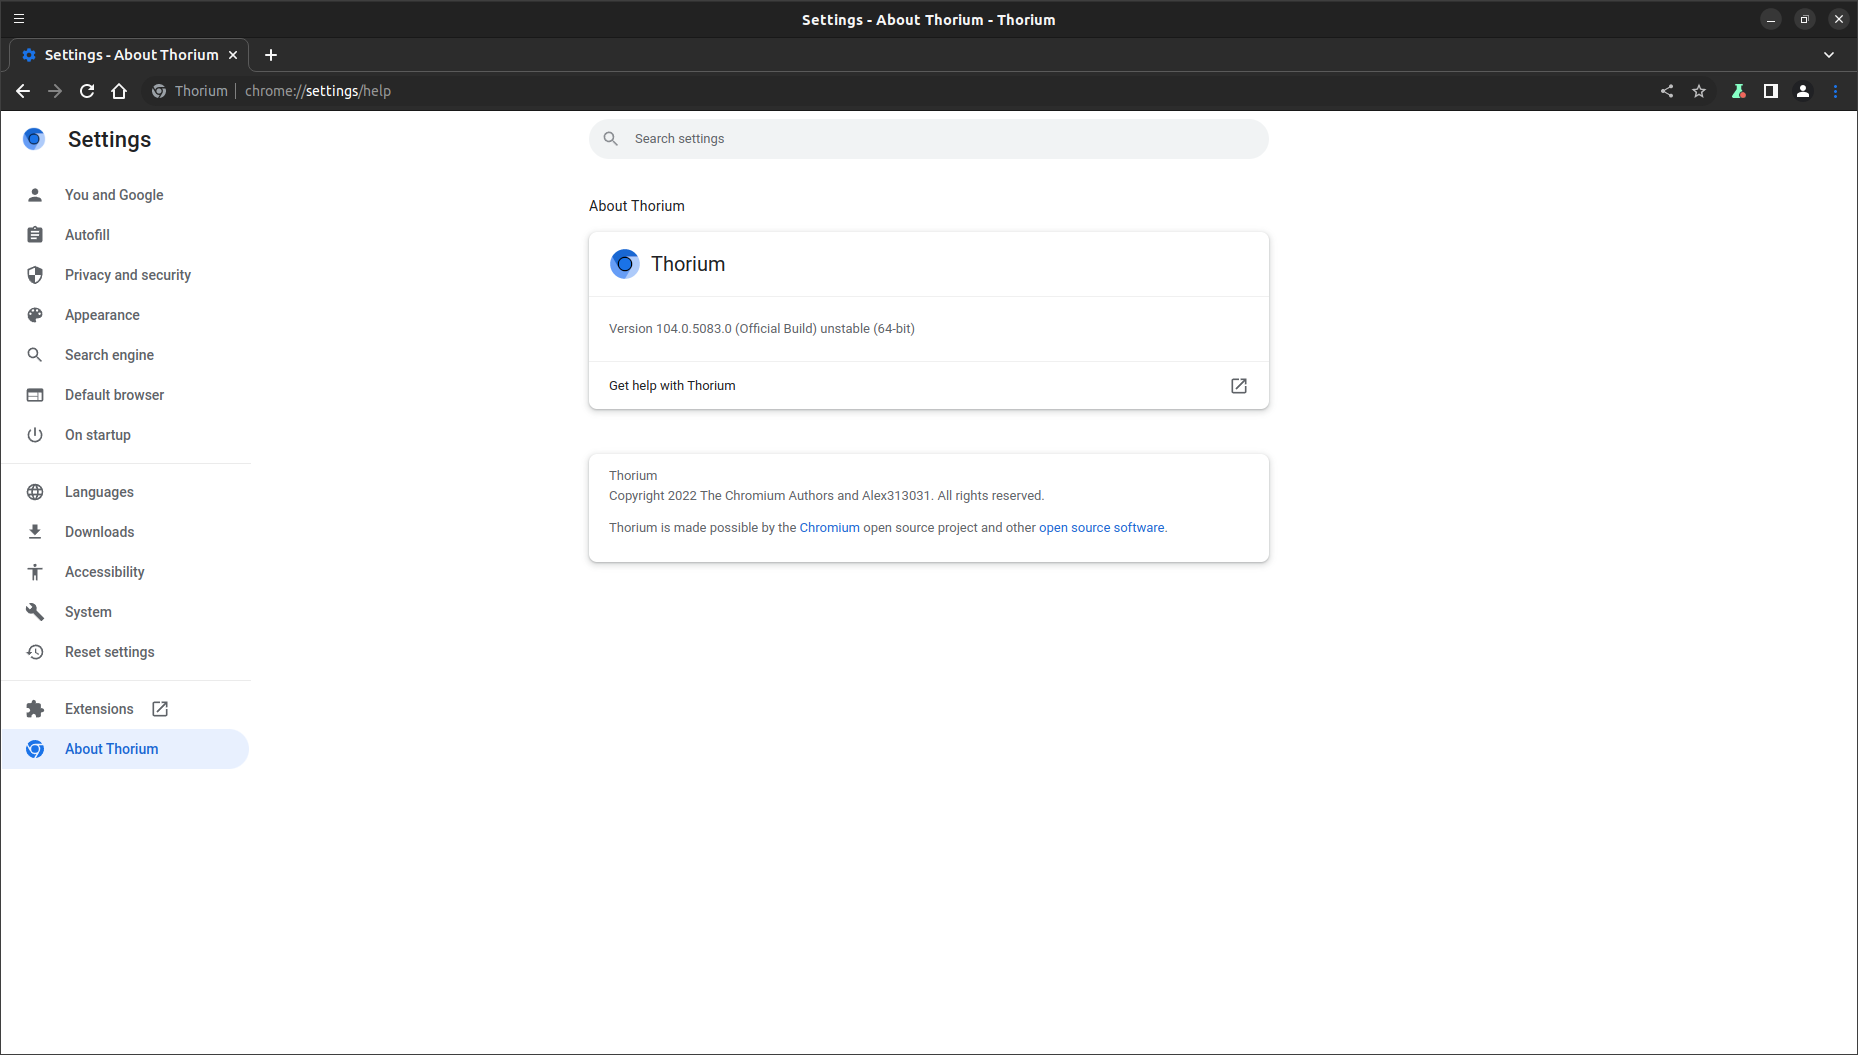 Settings - About Thorium - Thorium
Settings - About Thorium
Thorium | chrome://settings/help
Settings
Search settings
You and Google
Autofill
Privacy and security
Appearance
Search engine
Default browser
On startup
Languages
Downloads
Accessibility
System
Reset settings
Extensions
About Thorium
About Thorium
Thorium
Version 104.0.5083.0 (Official Build) unstable (64-bit)
Get help with Thorium
Thorium
Copyright 2022 The Chromium Authors and Alex313031. All rights reserved.
Thorium is made possible by the Chromium open source project and other open source software.